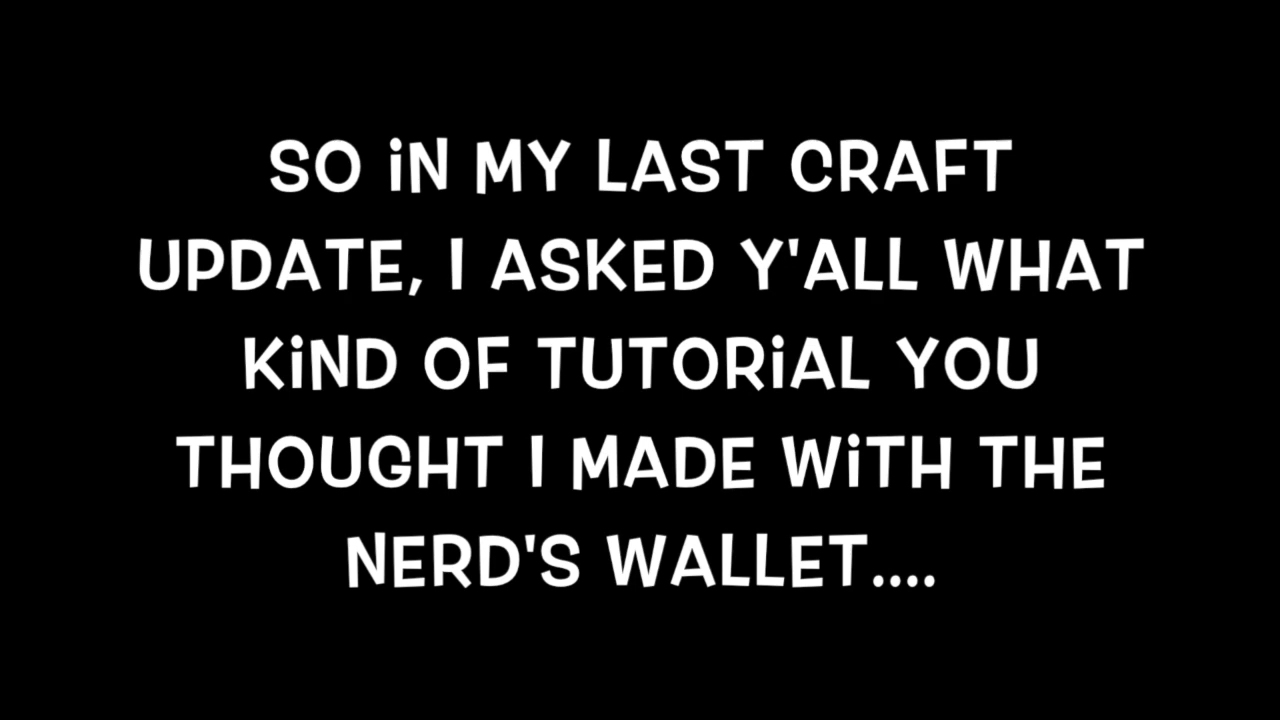 SO iN MY LAST CRAFT
UPDATE, I ASKED Y'ALL WHAT
KiND OF TUTORiAL YOU
THOUGHT I MADE WiTH THE
NERD'S WALLET....